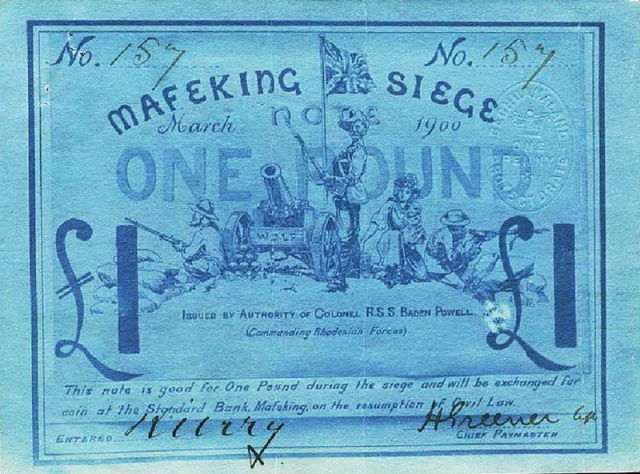 No. 157 No. 157
MAFEKING SIEGE
note
March 1900
ONE POUND
WOLF
£1 £1
ISSUED BY AUTHORITY OF COLONEL R.S.S. BADEN POWELL.
(Commanding Rhodesian Forces)
This note is good for One Pound during the siege and will be exchanged for
coin at the Standard Bank, Mafeking, on the resumption of Civil Law.
ENTERED
H Greener
CHIEF PAYMASTER